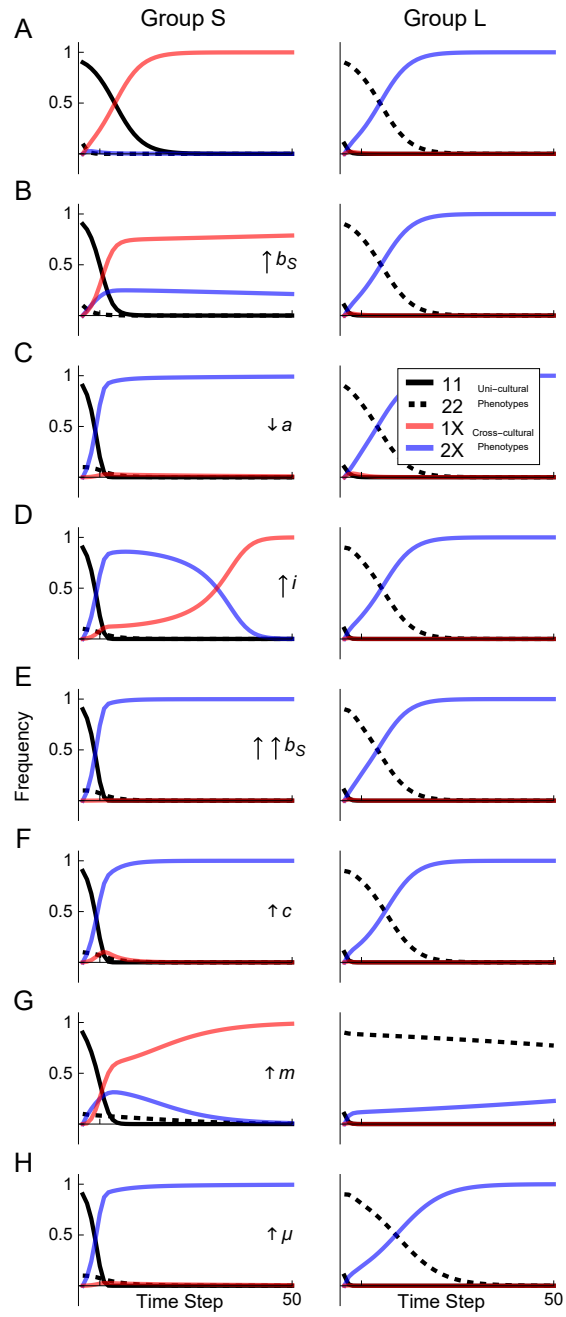 Group S Group L
A
1
0.5
B
1
0.5
↑ bS
C
1
0.5
↓ a
11 Uni-cultural
22 Phenotypes
1X Cross-cultural
2X Phenotypes
D
1
0.5
↑ i
E
1
0.5
↑ ↑ bS
Frequency
F
1
0.5
↑ c
G
1
0.5
↑ m
H
1
0.5
↑ μ
Time Step 50 Time Step 50